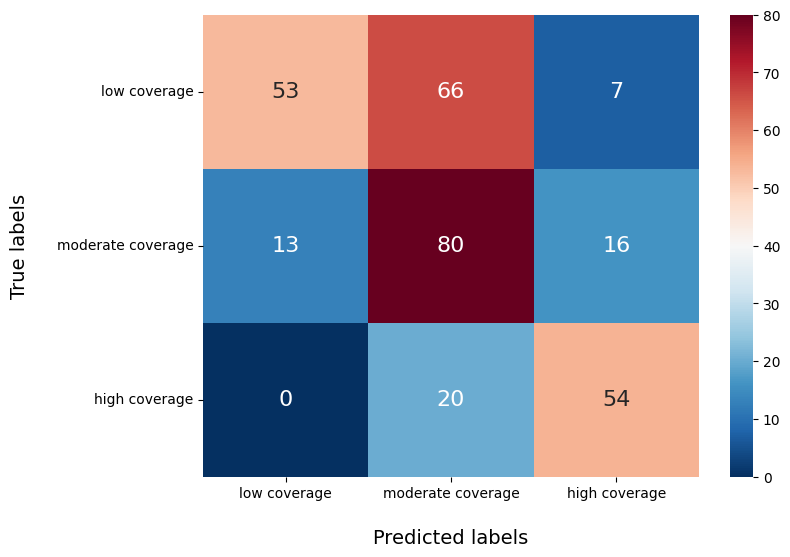 True labels
low coverage
moderate coverage
high coverage
53 66 7
13 80 16
0 20 54
low coverage moderate coverage high coverage
Predicted labels
80
70
60
50
40
30
20
10
0